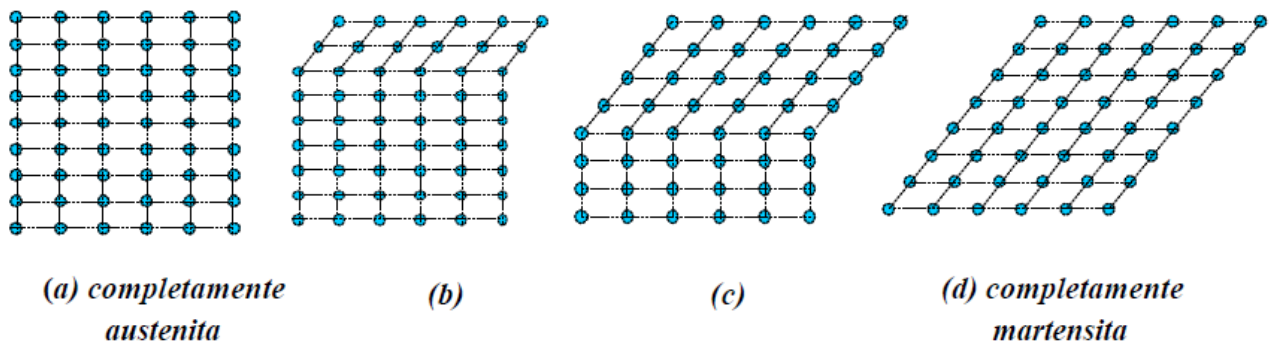 (a) completamente
austenita
(b)
(c)
(d) completamente
martensita